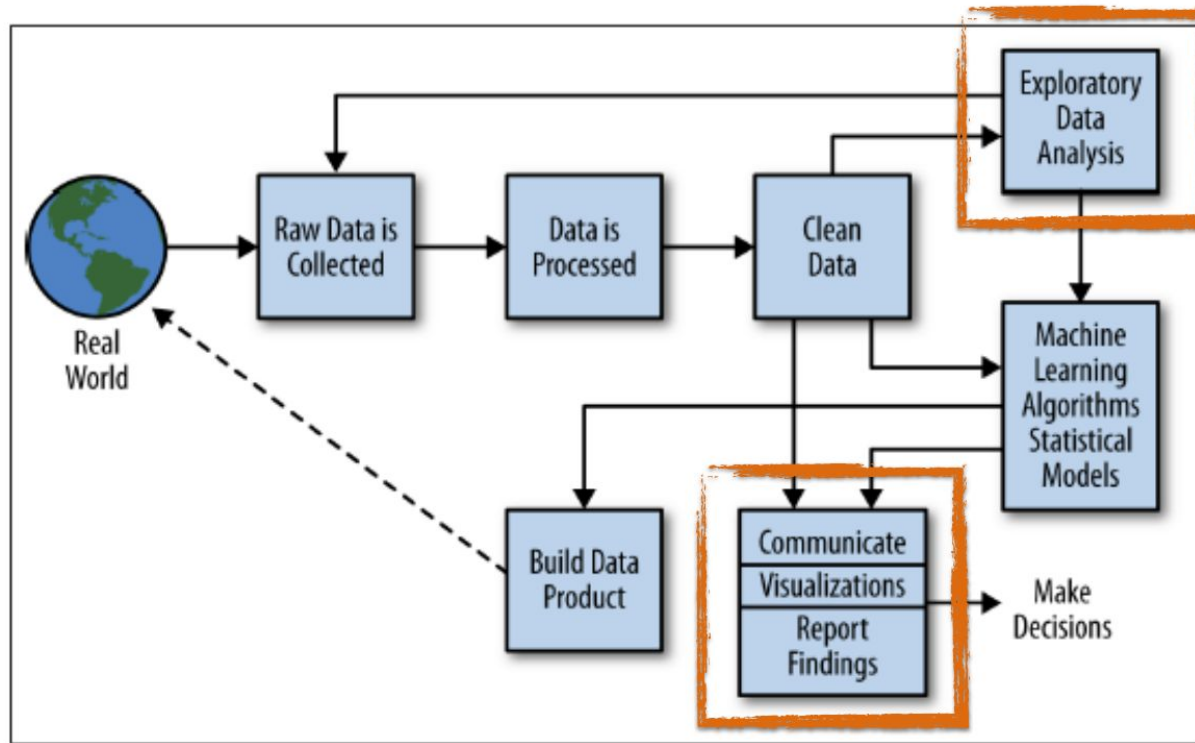 Exploratory
Data
Analysis
Raw Data is
Collected
Data is
Processed
Clean
Data
Real
World
Machine
Learning
Algorithms
Statistical
Models
Build Data
Product
Communicate
Visualizations
Report
Findings
Make
Decisions